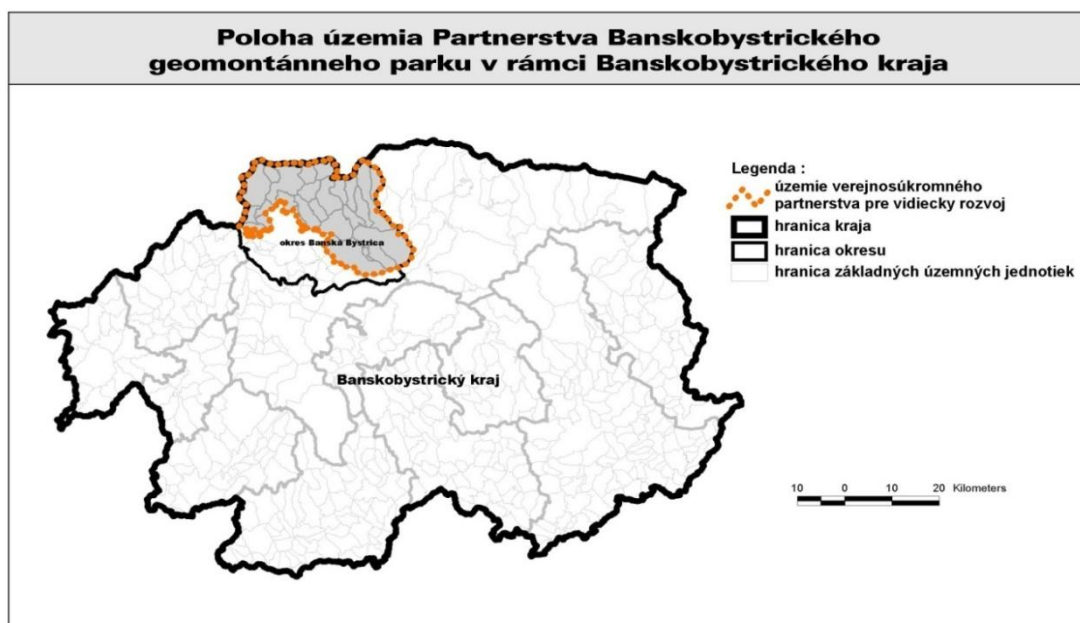 Poloha územia Partnerstva Banskobystrického
geomontánneho parku v rámci Banskobystrického kraja
Legenda :
územie verejnosúkromného
partnerstva pre vidiecky rozvoj
hranica kraja
hranica okresu
hranica základných územných jednotiek
okres Banská Bystrica
Banskobystrický kraj
10 0 10 20 Kilometers